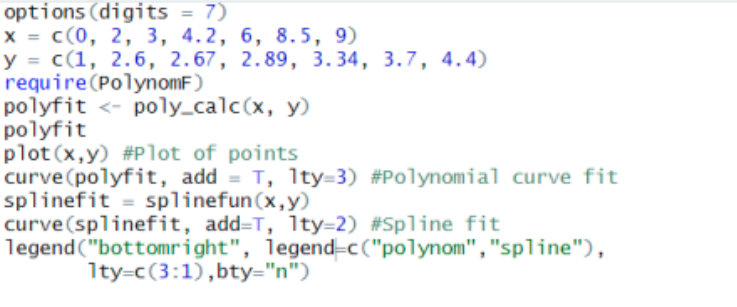 options(digits = 7)
x = c(0, 2, 3, 4.2, 6, 8.5, 9)
y = c(1, 2.6, 2.67, 2.89, 3.34, 3.7, 4.4)
require(PolynomF)
polyfit <- poly_calc(x, y)
polyfit
plot(x,y) #Plot of points
curve(polyfit, add = T, lty=3) #Polynomial curve fit
splinefit = splinefun(x,y)
curve(splinefit, add=T, lty=2) #Spline fit
legend("bottomright", legend=c("polynom","spline"),
lty=c(3:1),bty="n")